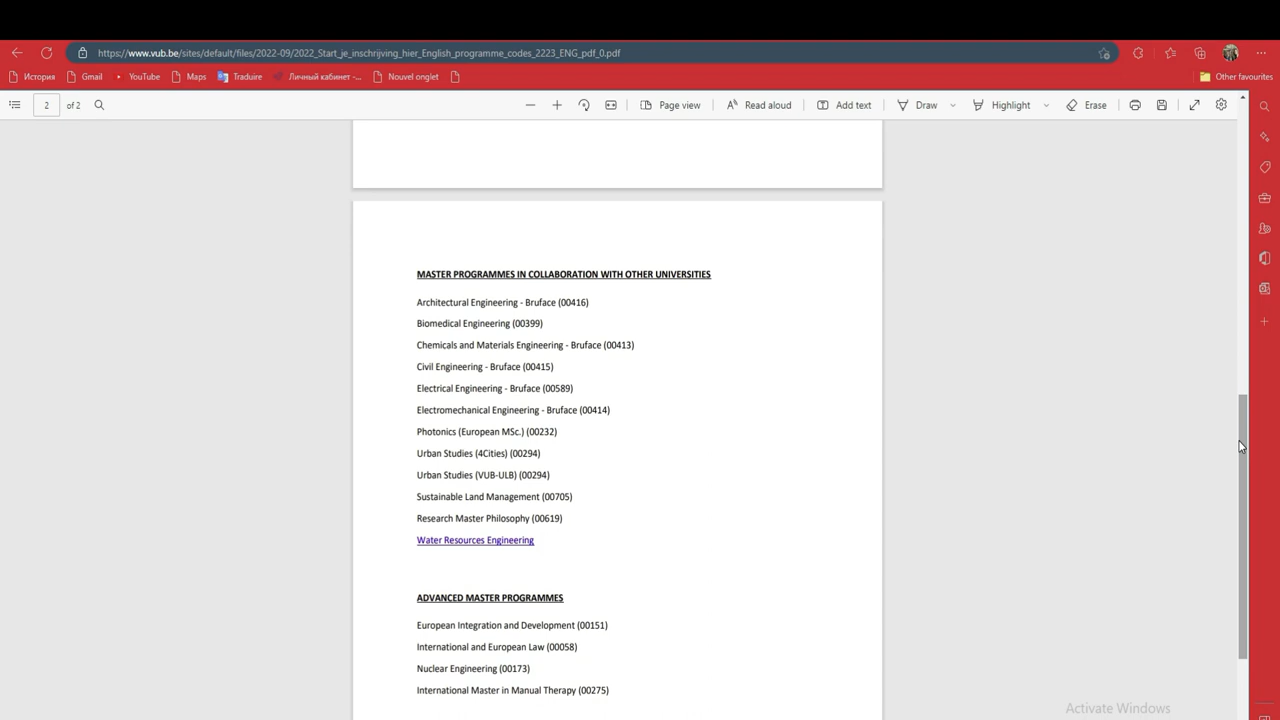 https://www.vub.be/sites/default/files/2022-09/2022_Start_je_inschrijving_hier_English_programme_codes_2223_ENG_pdf_0.pdf
История Gmail YouTube Maps Traduire Личный кабинет -... Nouvel onglet Other favourites
2 of 2 Page view Read aloud Add text Draw Highlight Erase
MASTER PROGRAMMES IN COLLABORATION WITH OTHER UNIVERSITIES
Architectural Engineering - Bruface (00416)
Biomedical Engineering (00399)
Chemicals and Materials Engineering - Bruface (00413)
Civil Engineering - Bruface (00415)
Electrical Engineering - Bruface (00589)
Electromechanical Engineering - Bruface (00414)
Photonics (European MSc.) (00232)
Urban Studies (4Cities) (00294)
Urban Studies (VUB-ULB) (00294)
Sustainable Land Management (00705)
Research Master Philosophy (00619)
Water Resources Engineering
ADVANCED MASTER PROGRAMMES
European Integration and Development (00151)
International and European Law (00058)
Nuclear Engineering (00173)
International Master in Manual Therapy (00275)
Activate Windows